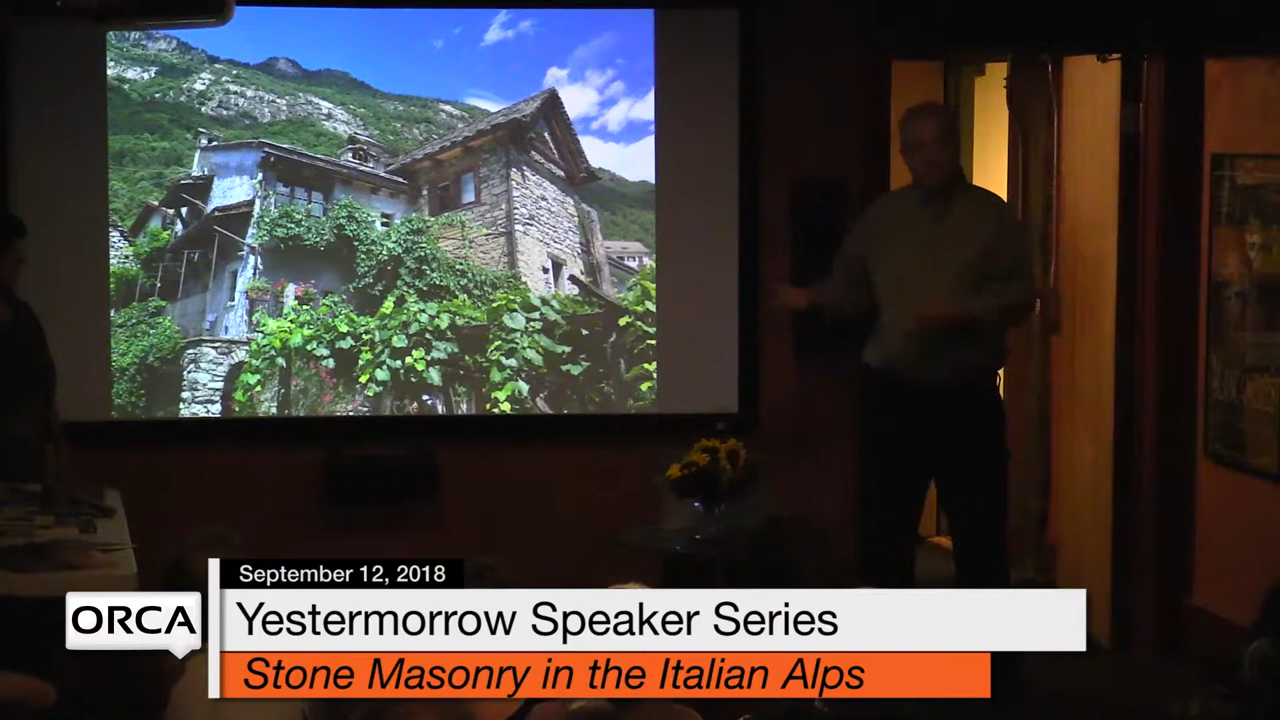 September 12, 2018
ORCA
Yestermorrow Speaker Series
Stone Masonry in the Italian Alps